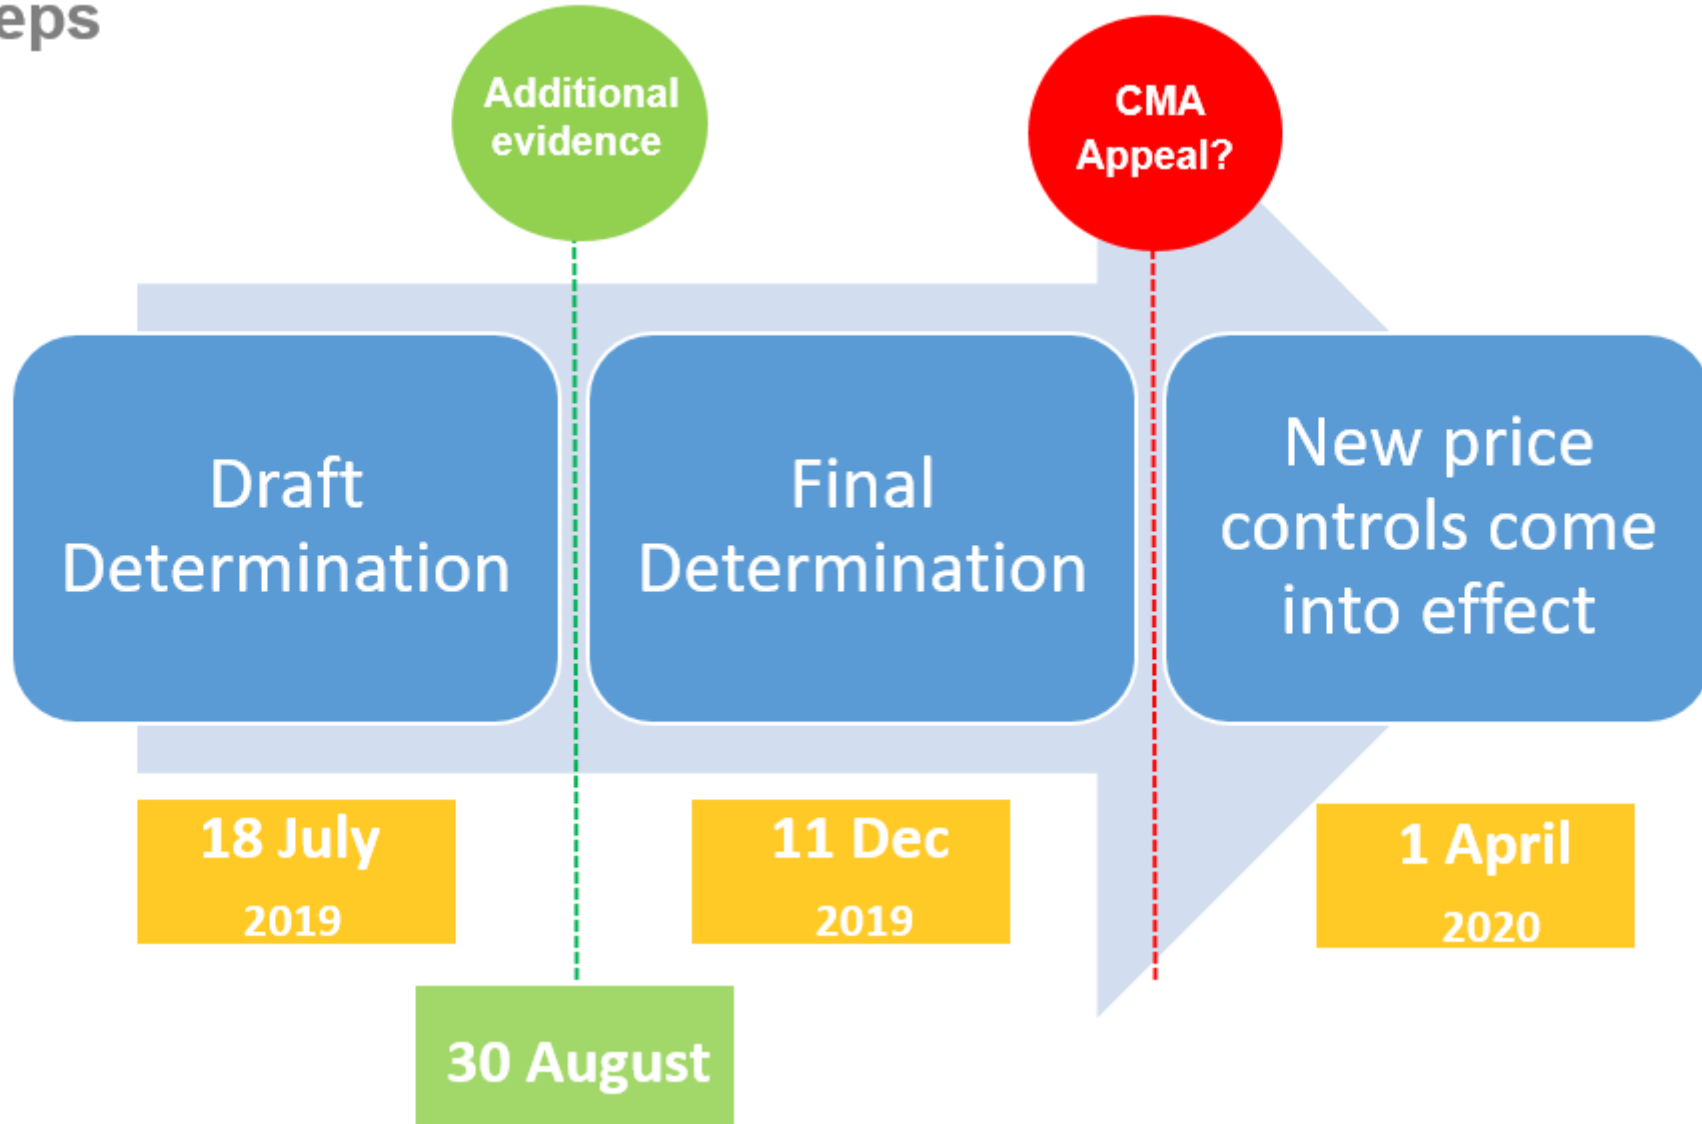 eps
Additional
evidence
CMA
Appeal?
Draft
Determination
Final
Determination
New price
controls come
into effect
18 July
2019
11 Dec
2019
1 April
2020
30 August